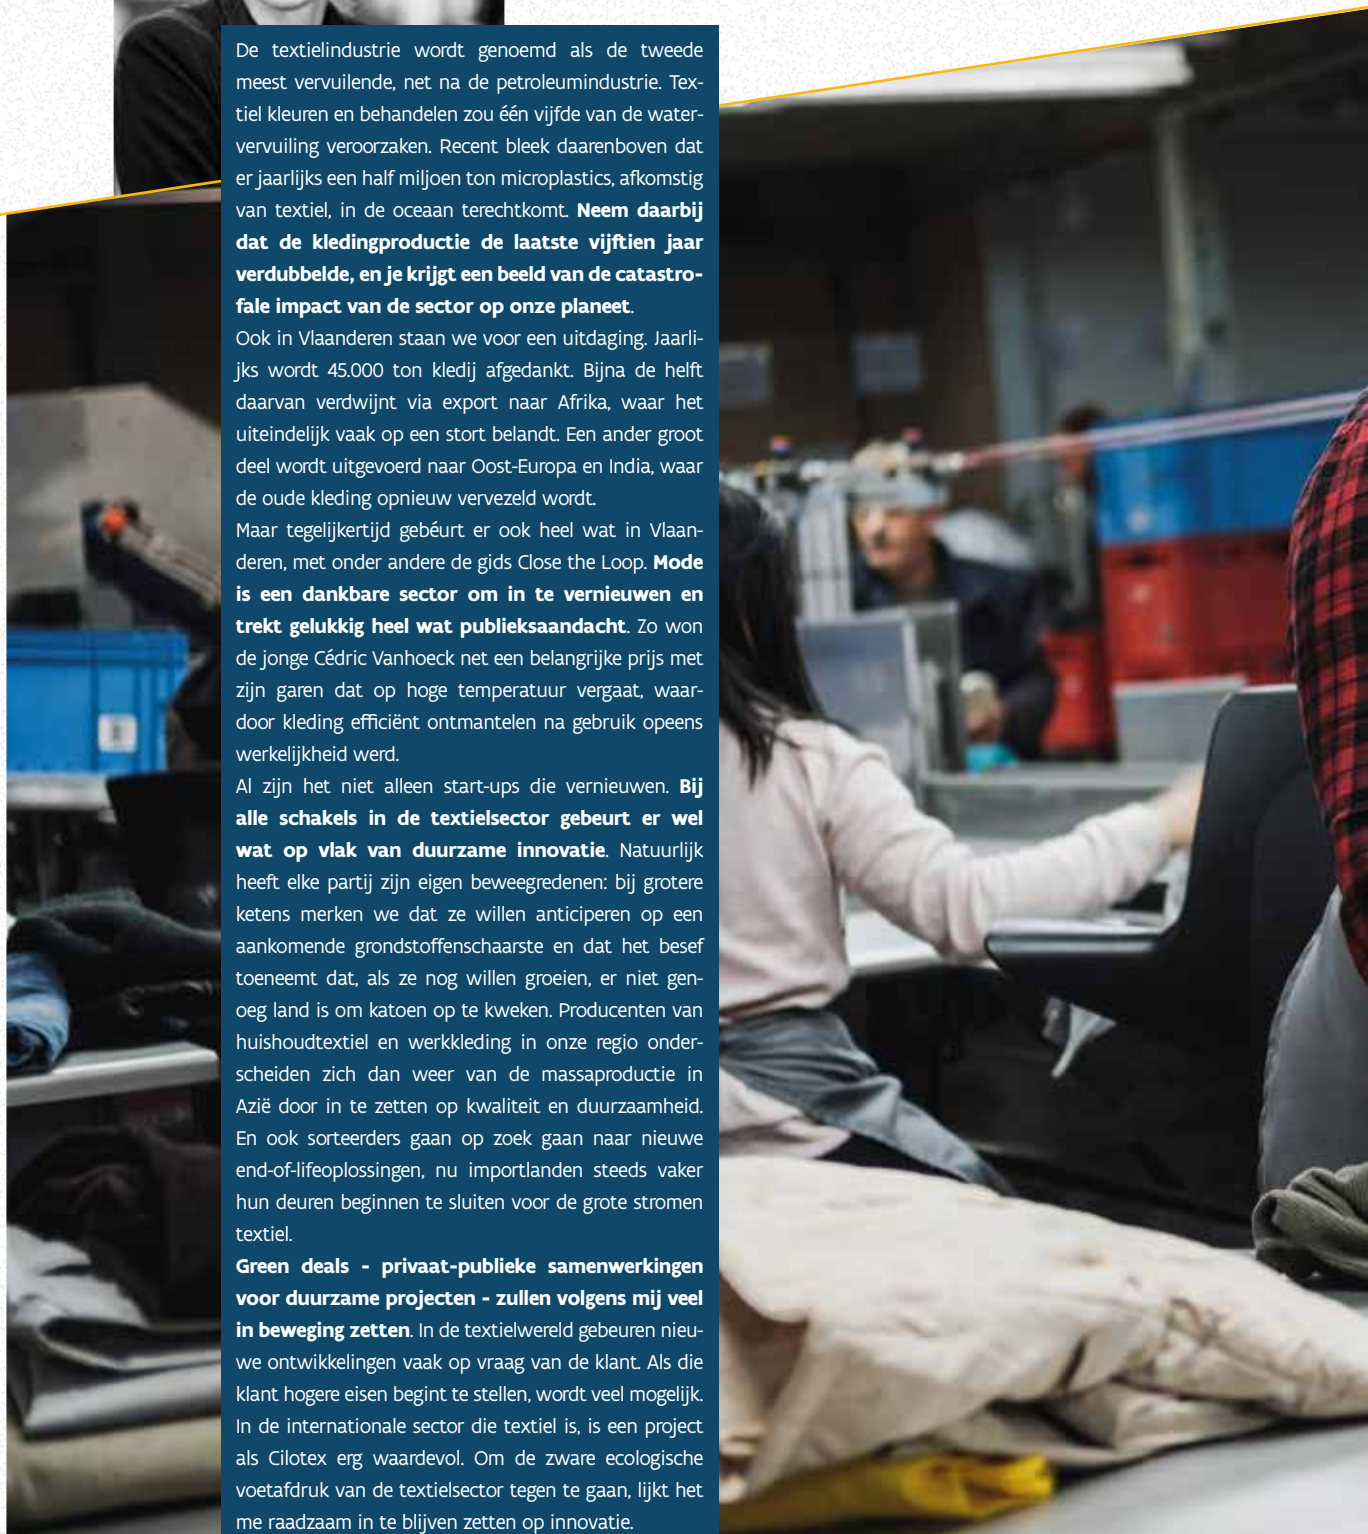 De textielindustrie wordt genoemd als de tweede
meest vervuilende, net na de petroleumindustrie. Tex-
tiel kleuren en behandelen zou één vijfde van de water-
vervuiling veroorzaken. Recent bleek daarenboven dat
er jaarlijks een half miljoen ton microplastics, afkomstig
van textiel, in de oceaan terechtkomt. Neem daarbij
dat de kledingproductie de laatste vijftien jaar
verdubbelde, en je krijgt een beeld van de catastro-
fale impact van de sector op onze planeet.
Ook in Vlaanderen staan we voor een uitdaging. Jaarli-
jks wordt 45.000 ton kledij afgedankt. Bijna de helft
daarvan verdwijnt via export naar Afrika, waar het
uiteindelijk vaak op een stort belandt. Een ander groot
deel wordt uitgevoerd naar Oost-Europa en India, waar
de oude kleding opnieuw vervezeld wordt.
Maar tegelijkertijd gebéurt er ook heel wat in Vlaan-
deren, met onder andere de gids Close the Loop. Mode
is een dankbare sector om in te vernieuwen en
trekt gelukkig heel wat publieksaandacht. Zo won
de jonge Cédric Vanhoeck net een belangrijke prijs met
zijn garen dat op hoge temperatuur vergaat, waar-
door kleding efficiënt ontmantelen na gebruik opeens
werkelijkheid werd.
Al zijn het niet alleen start-ups die vernieuwen. Bij
alle schakels in de textielsector gebeurt er wel
wat op vlak van duurzame innovatie. Natuurlijk
heeft elke partij zijn eigen beweegredenen: bij grotere
ketens merken we dat ze willen anticiperen op een
aankomende grondstoffenschaarste en dat het besef
toeneemt dat, als ze nog willen groeien, er niet gen-
oeg land is om katoen op te kweken. Producenten van
huishoudtextiel en werkkleding in onze regio onder-
scheiden zich dan weer van de massaproductie in
Azië door in te zetten op kwaliteit en duurzaamheid.
En ook sorteerders gaan op zoek gaan naar nieuwe
end-of-lifeoplossingen, nu importlanden steeds vaker
hun deuren beginnen te sluiten voor de grote stromen
textiel.
Green deals - privaat-publieke samenwerkingen
voor duurzame projecten - zullen volgens mij veel
in beweging zetten. In de textielwereld gebeuren nieu-
we ontwikkelingen vaak op vraag van de klant. Als die
klant hogere eisen begint te stellen, wordt veel mogelijk.
In de internationale sector die textiel is, is een project
als Cilotex erg waardevol. Om de zware ecologische
voetafdruk van de textielsector tegen te gaan, lijkt het
me raadzaam in te blijven zetten op innovatie.